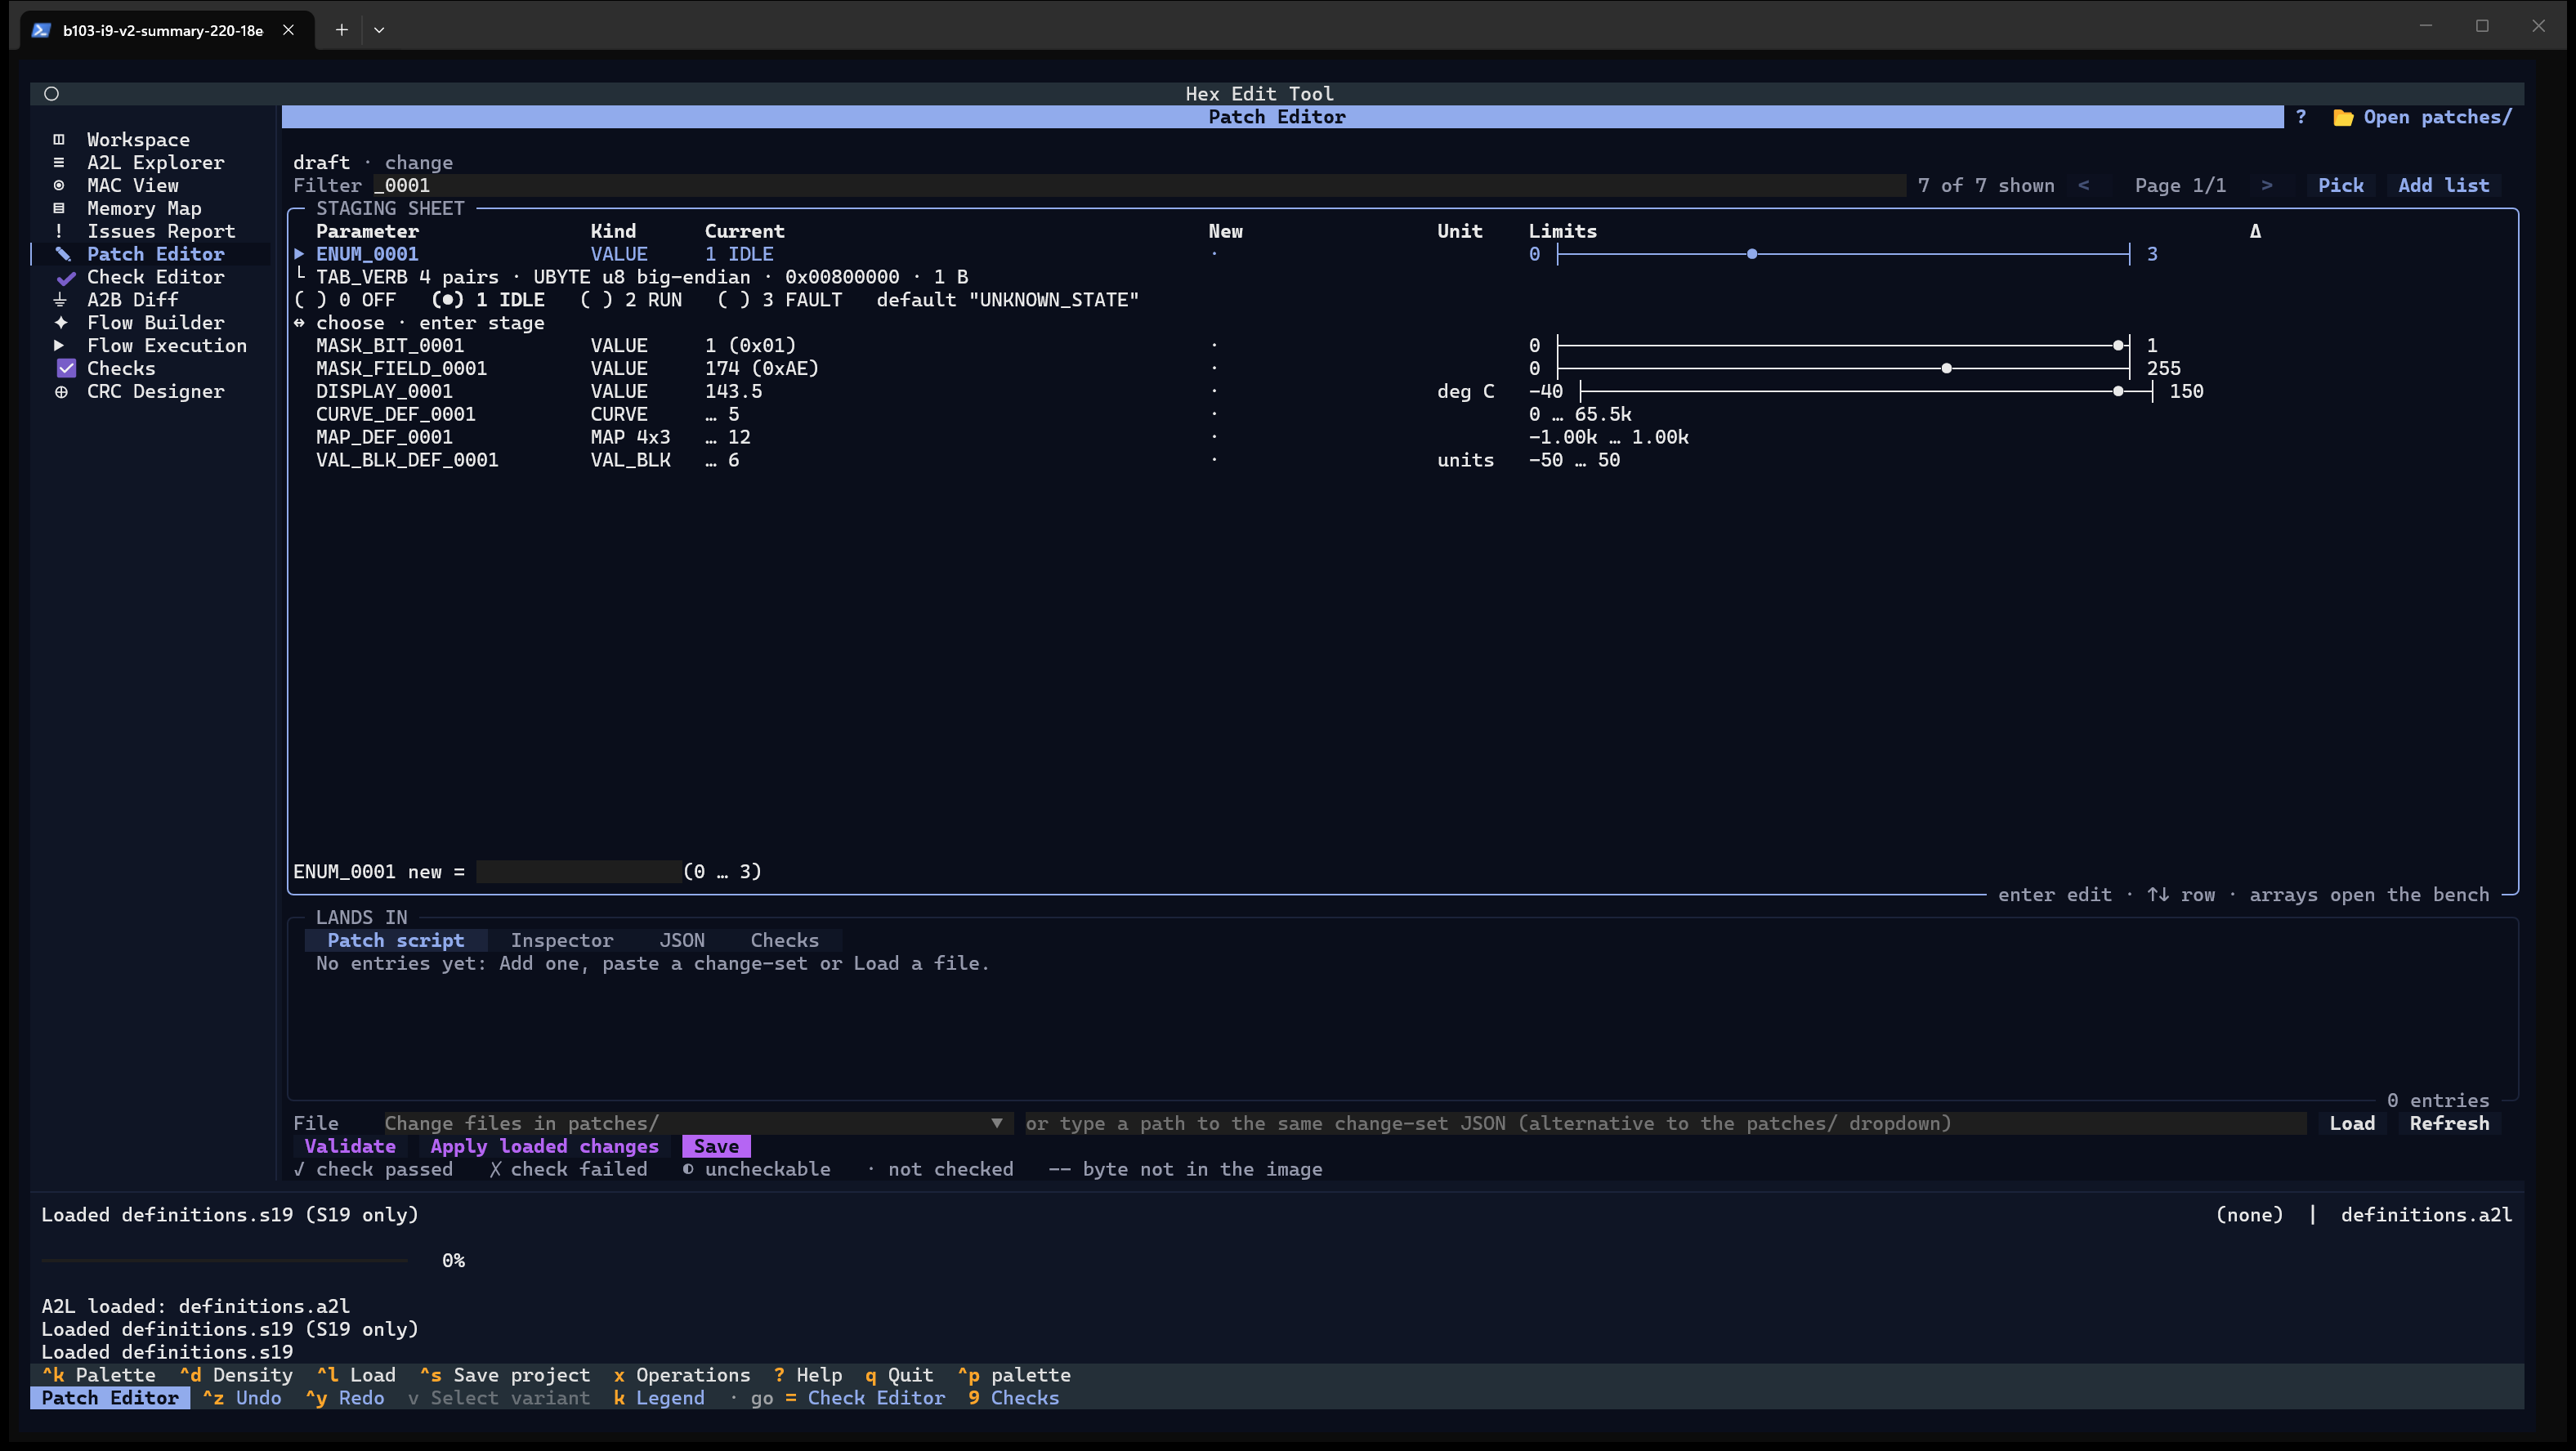 b103-i9-v2-summary-220-18e
Hex Edit Tool
Patch Editor ? Open patches/
Workspace
A2L Explorer
MAC View
Memory Map
! Issues Report
Patch Editor
Check Editor
A2B Diff
Flow Builder
Flow Execution
Checks
CRC Designer
draft · change
Filter _0001 7 of 7 shown < Page 1/1 > Pick Add list
STAGING SHEET
Parameter Kind Current New Unit Limits Δ
▶ ENUM_0001 VALUE 1 IDLE · 0 3
└ TAB_VERB 4 pairs · UBYTE u8 big-endian · 0x00800000 · 1 B
( ) 0 OFF (●) 1 IDLE ( ) 2 RUN ( ) 3 FAULT default "UNKNOWN_STATE"
↔ choose · enter stage
MASK_BIT_0001 VALUE 1 (0x01) · 0 1
MASK_FIELD_0001 VALUE 174 (0xAE) · 0 255
DISPLAY_0001 VALUE 143.5 · deg C -40 150
CURVE_DEF_0001 CURVE … 5 · 0 … 65.5k
MAP_DEF_0001 MAP 4x3 … 12 · -1.00k … 1.00k
VAL_BLK_DEF_0001 VAL_BLK … 6 · units -50 … 50
ENUM_0001 new = (0 … 3)
enter edit · ↑↓ row · arrays open the bench
LANDS IN
Patch script Inspector JSON Checks
No entries yet: Add one, paste a change-set or Load a file.
0 entries
File Change files in patches/ ▼ or type a path to the same change-set JSON (alternative to the patches/ dropdown) Load Refresh
Validate Apply loaded changes Save
✓ check passed ✗ check failed ◐ uncheckable · not checked -- byte not in the image
Loaded definitions.s19 (S19 only) (none) | definitions.a2l
0%
A2L loaded: definitions.a2l
Loaded definitions.s19 (S19 only)
Loaded definitions.s19
^k Palette ^d Density ^l Load ^s Save project x Operations ? Help q Quit ^p palette
Patch Editor ^z Undo ^y Redo v Select variant k Legend · go = Check Editor 9 Checks